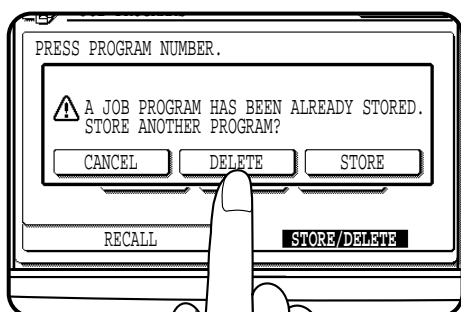 PRESS PROGRAM NUMBER.
A JOB PROGRAM HAS BEEN ALREADY STORED.
STORE ANOTHER PROGRAM?
CANCEL DELETE STORE
RECALL STORE/DELETE